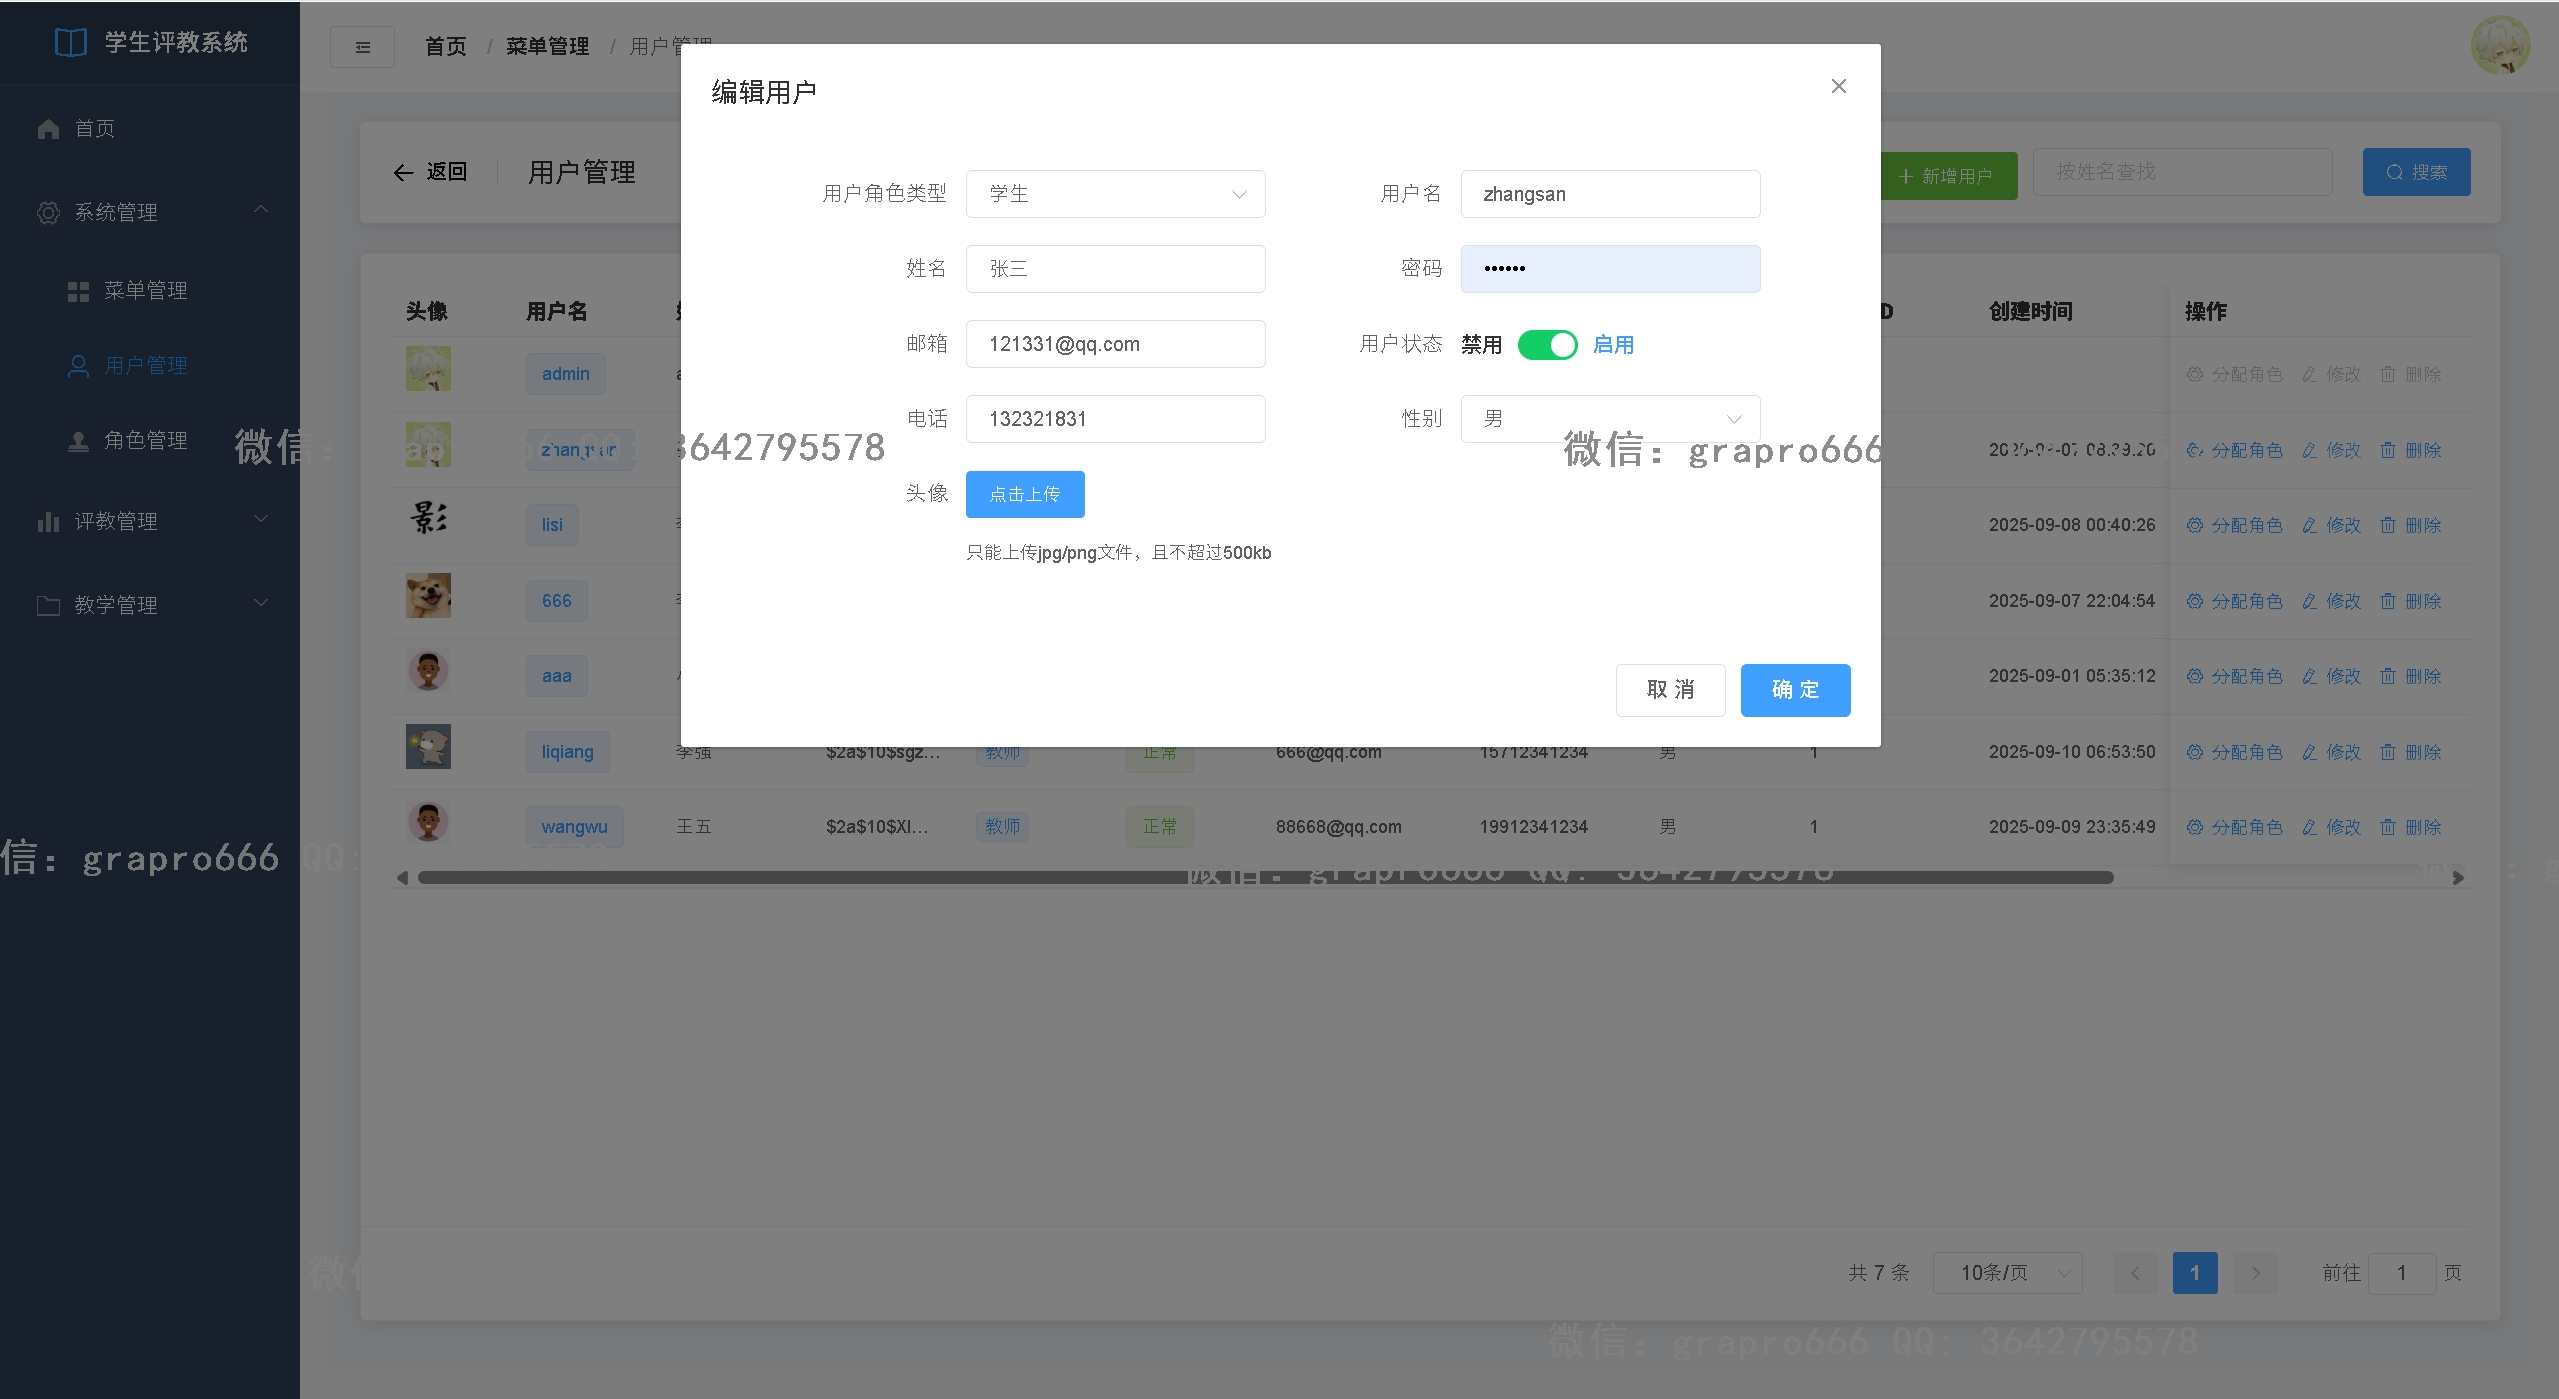 学生评教系统
首页 / 菜单管理 / 用户管理
首页
系统管理
菜单管理
用户管理
角色管理
评教管理
教学管理
返回
用户管理
新增用户
按姓名查找
搜索
编辑用户
用户角色类型 学生
用户名 zhangsan
姓名 张三
密码 ••••••
邮箱 121331@qq.com
用户状态 禁用 启用
电话 132321831
性别 男
头像 点击上传
只能上传jpg/png文件，且不超过500kb
取 消
确 定
头像 用户名 创建时间 操作
admin 分配角色 修改 删除
分配角色 修改 删除
lisi 2025-09-08 00:40:26 分配角色 修改 删除
666 2025-09-07 22:04:54 分配角色 修改 删除
aaa 2025-09-01 05:35:12 分配角色 修改 删除
liqiang 李强 $2a$10$sgz... 教师 正常 666@qq.com 15712341234 男 1 2025-09-10 06:53:50 分配角色 修改 删除
wangwu 王五 $2a$10$XI... 教师 正常 88668@qq.com 19912341234 男 1 2025-09-09 23:35:49 分配角色 修改 删除
共 7 条 10条/页 1 前往 1 页
微信： 3642795578
微信：grapro666
信：grapro666 QQ:
微信：grapro666 QQ: 3642795578
微信：grapro666 QQ: 3642795578